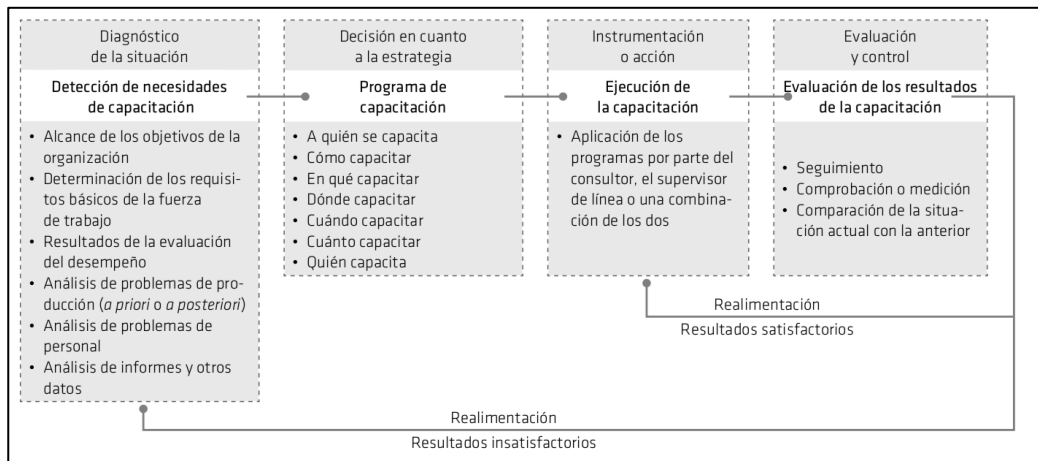 Diagnóstico
de la situación
Detección de necesidades
de capacitación
• Alcance de los objetivos de la
organización
• Determinación de los requisi-
tos básicos de la fuerza
de trabajo
• Resultados de la evaluación
del desempeño
• Análisis de problemas de pro-
ducción (a priori o a posteriori)
• Análisis de problemas de
personal
• Análisis de informes y otros
datos
Decisión en cuanto
a la estrategia
Programa de
capacitación
• A quién se capacita
• Cómo capacitar
• En qué capacitar
• Dónde capacitar
• Cuándo capacitar
• Cuánto capacitar
• Quién capacita
Instrumentación
o acción
Ejecución de
la capacitación
• Aplicación de los
programas por parte del
consultor, el supervisor
de línea o una combina-
ción de los dos
Evaluación
y control
Evaluación de los resultados
de la capacitación
• Seguimiento
• Comprobación o medición
• Comparación de la situa-
ción actual con la anterior
Realimentación
Resultados satisfactorios
Realimentación
Resultados insatisfactorios